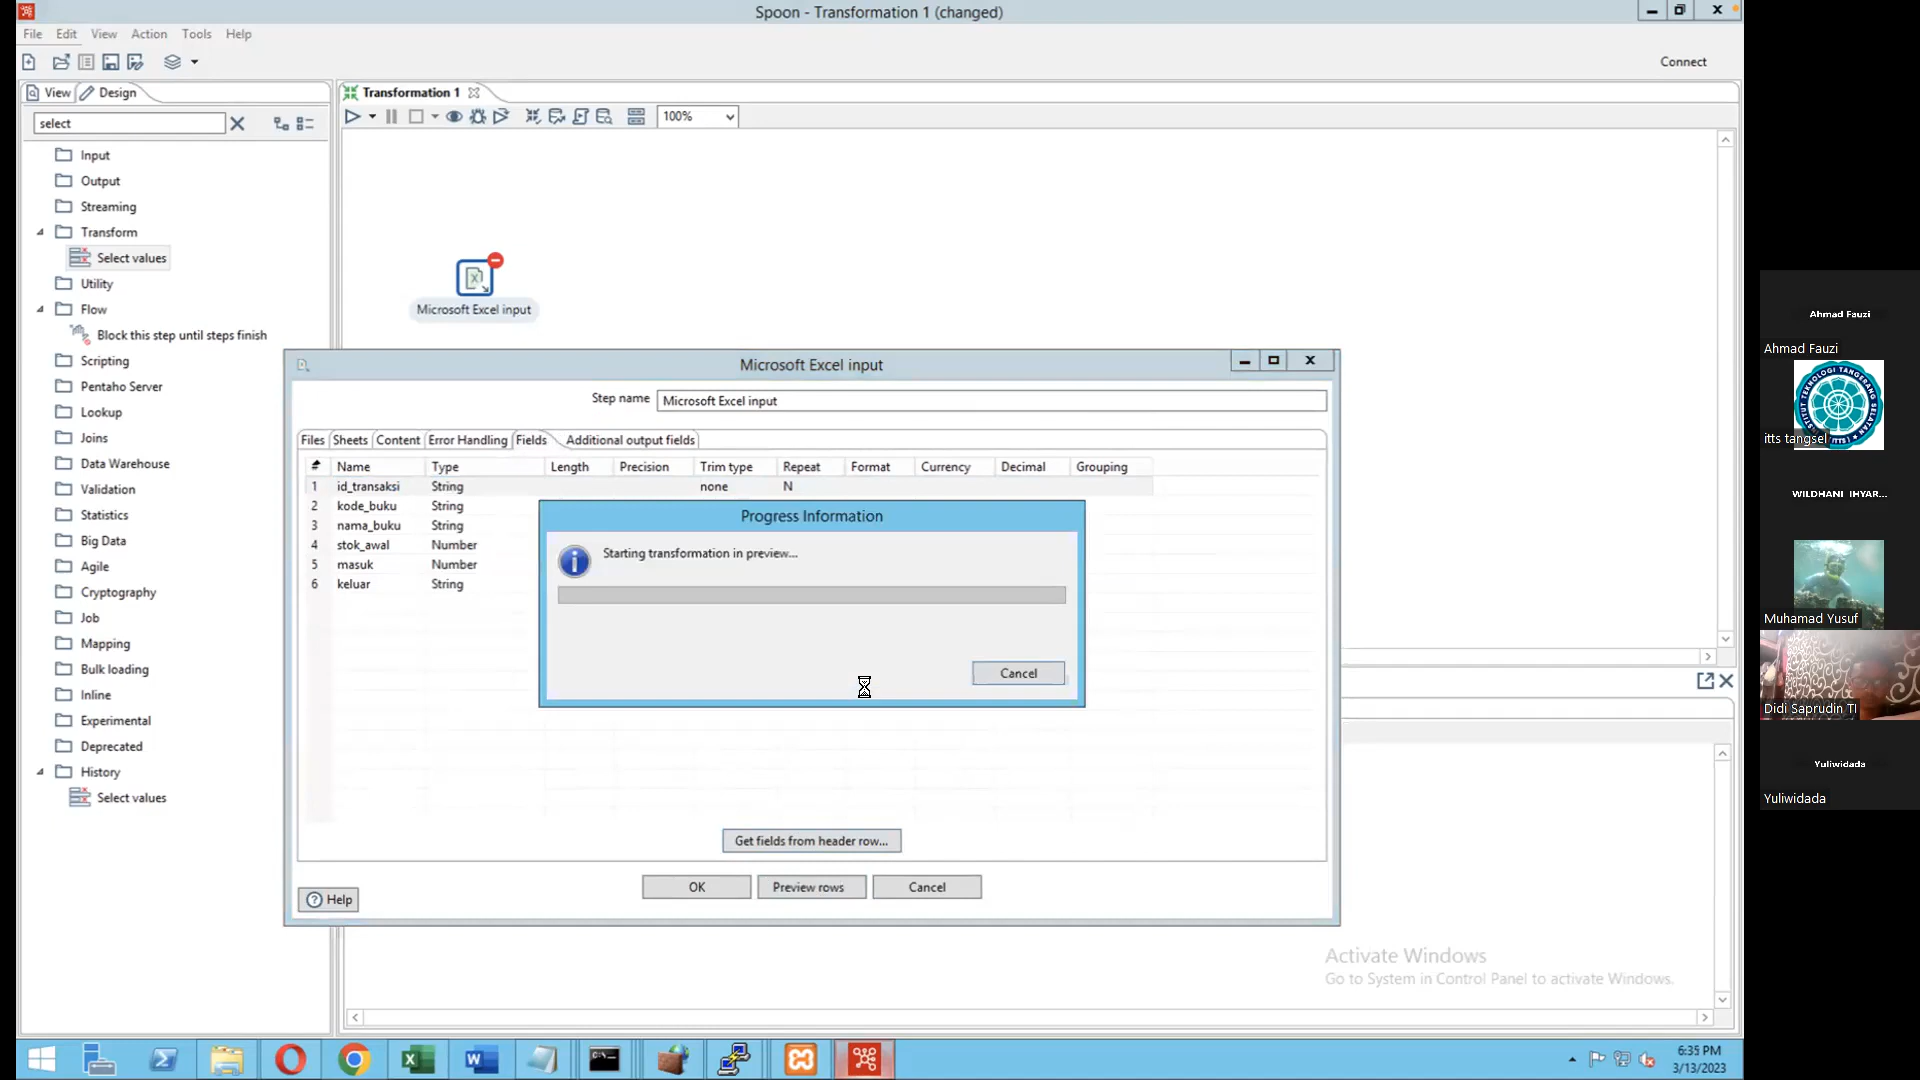 Spoon - Transformation 1 (changed)
File Edit View Action Tools Help
Connect
View Design
Transformation 1
select
100%
Input
Output
Streaming
Transform
Select values
Utility
Flow
Block this step until steps finish
Scripting
Pentaho Server
Lookup
Joins
Data Warehouse
Validation
Statistics
Big Data
Agile
Cryptography
Job
Mapping
Bulk loading
Inline
Experimental
Deprecated
History
Select values
Microsoft Excel input
Microsoft Excel input
Step name Microsoft Excel input
Files Sheets Content Error Handling Fields Additional output fields
# Name Type Length Precision Trim type Repeat Format Currency Decimal Grouping
1 id_transaksi String none N
2 kode_buku String
3 nama_buku String
4 stok_awal Number
5 masuk Number
6 keluar String
Progress Information
Starting transformation in preview...
Cancel
Get fields from header row...
OK Preview rows Cancel
Help
Activate Windows
Go to System in Control Panel to activate Windows.
6:35 PM
3/13/2023
Ahmad Fauzi
Ahmad Fauzi
INSTITUT TEKNOLOGI TANGERANG SELATAN (ITTS)
itts tangsel
WILDHANI IHYAR...
Muhamad Yusuf
Didi Saprudin TI
Yuliwidada
Yuliwidada